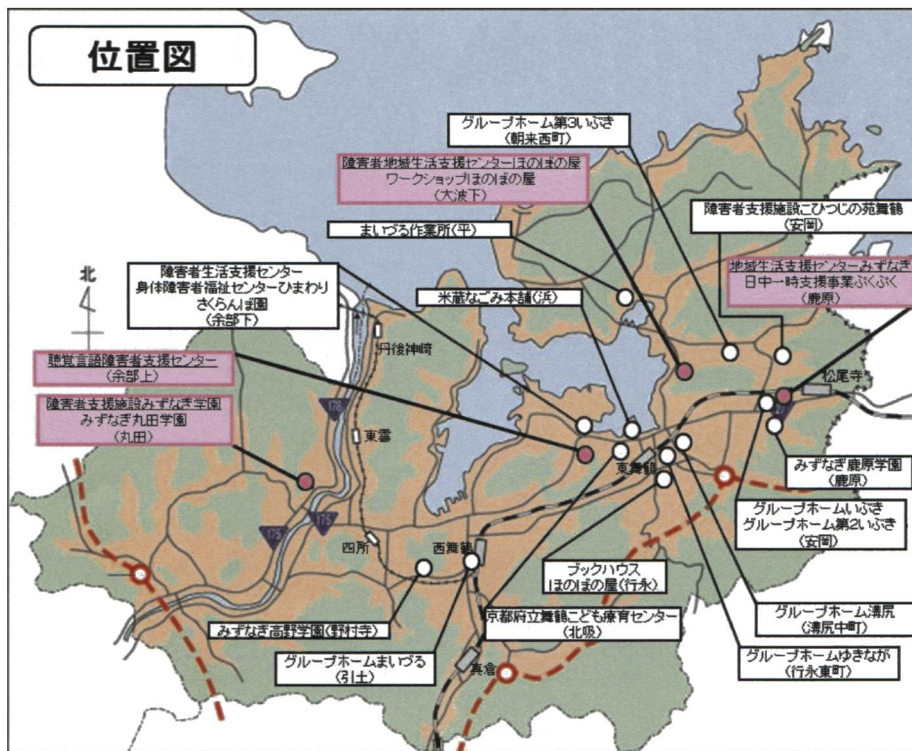 位置図
グループホーム第3いぶき
(朝来西町)
障害者地域生活支援センターほのぼの屋
ワークショップほのぼの屋
(大波下)
障害者支援施設こひつじの苑舞鶴
(安岡)
まいづる作業所(平)
地域生活支援センターみずなぎ
日中一時支援事業ぷくぷく
(鹿原)
北
障害者生活支援センター
身体障害者福祉センターひまわり
さくらんぼ園
(余部下)
米蔵なごみ本舗(浜)
丹後神崎
聴覚言語障害者支援センター
(余部上)
松尾寺
障害者支援施設みずなぎ学園
みずなぎ丸田学園
(丸田)
178
27
東雲
東舞鶴
みずなぎ鹿原学園
(鹿原)
175
175
四所
西舞鶴
グループホームいぶき
グループホーム第2いぶき
(安岡)
ブックハウス
ほのぼの屋(行永)
みずなぎ高野学園(野村寺)
京都府立舞鶴こども療育センター
(北吸)
グループホーム溝尻
(溝尻中町)
グループホームまいづる
(引土)
真倉
グループホームゆきなが
(行永東町)